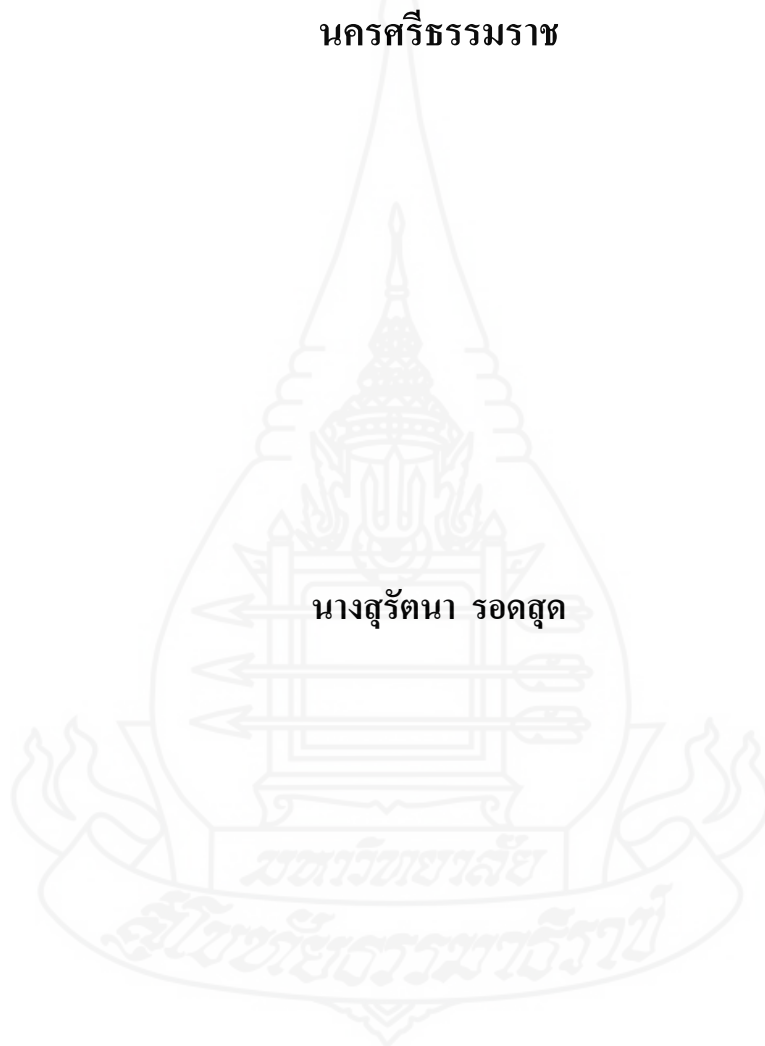 นครศรีธรรมราช
นางสุรัตนา รอดสุด
มหาวิทยาลัย
สุโขทัยธรรมาธิราช